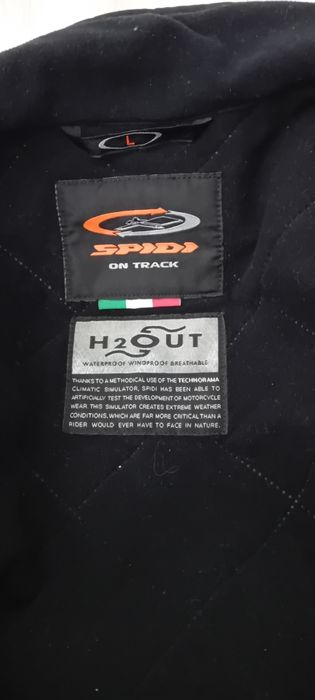 L
SPIDI
ON TRACK
H2OUT
WATERPROOF WINDPROOF BREATHABLE
THANKS TO A METHODICAL USE OF THE TECHNORAMA
CLIMATIC SIMULATOR, SPIDI HAS BEEN ABLE TO
ARTIFICIALLY TEST THE DEVELOPMENT OF MOTORCYCLE
WEAR. THIS SIMULATOR CREATES EXTREME WEATHER
CONDITIONS, WHICH ARE FAR MORE CRITICAL THAN A
RIDER WOULD EVER HAVE TO FACE IN NATURE.